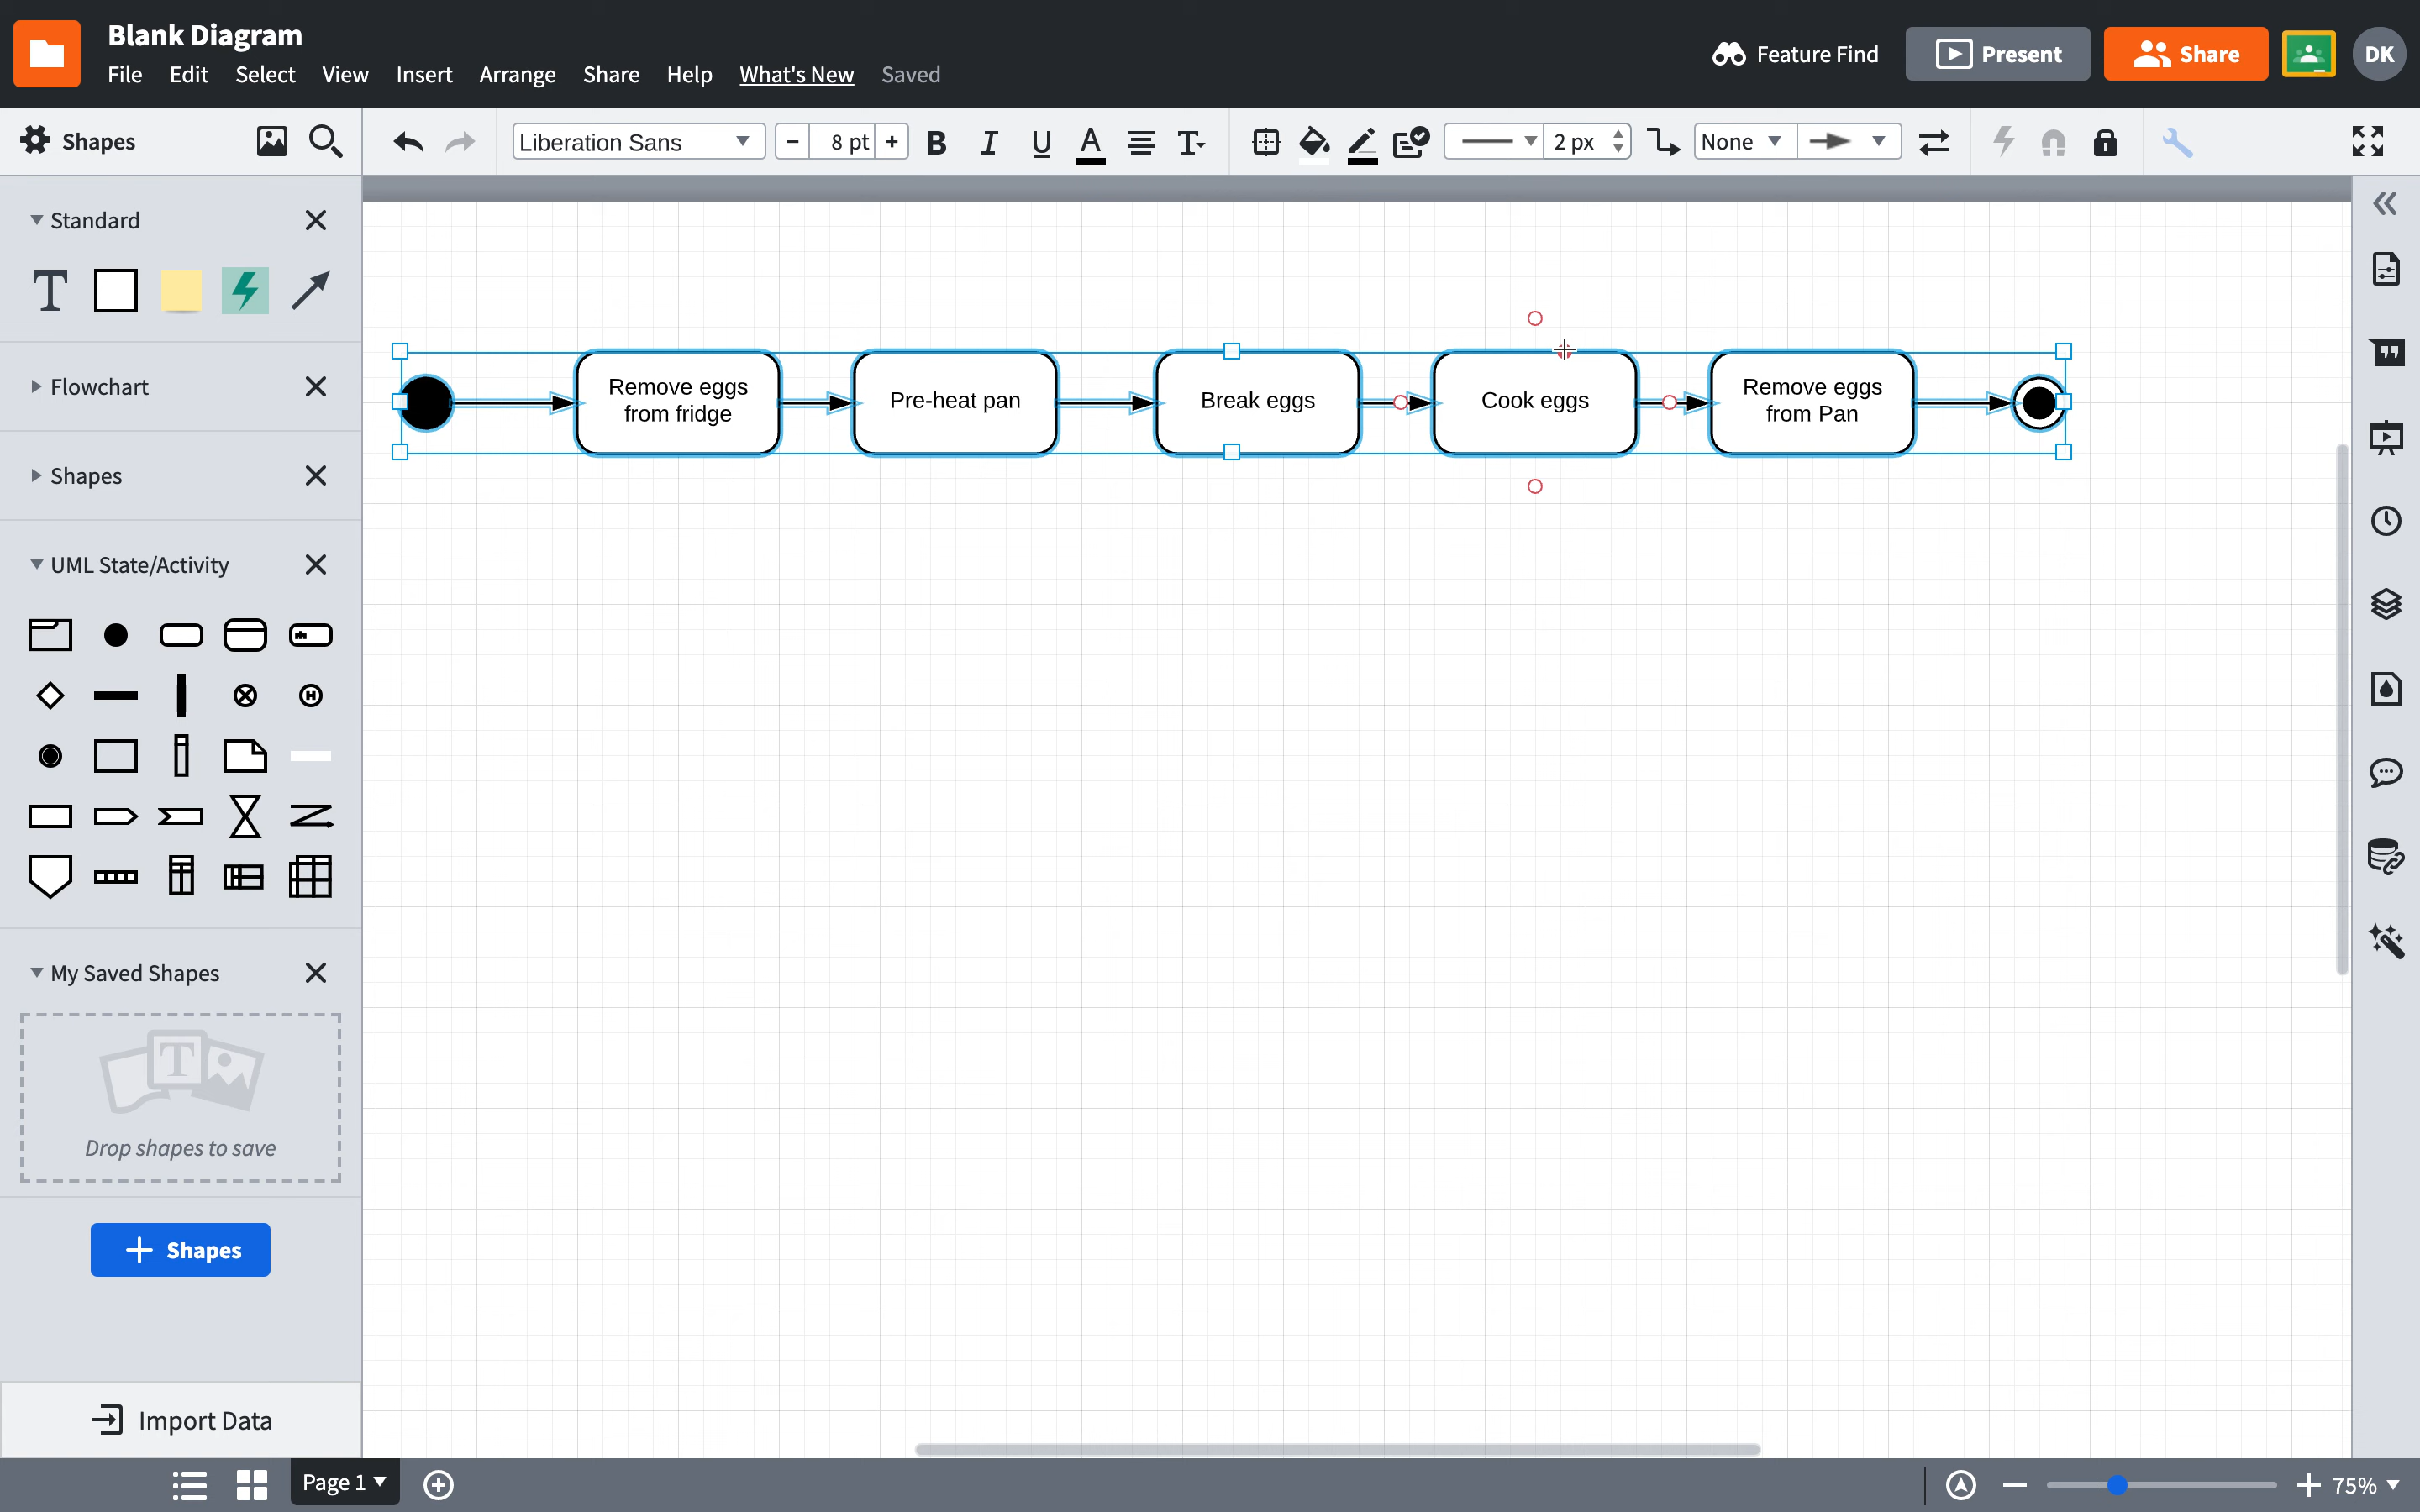 Blank Diagram
File Edit Select View Insert Arrange Share Help What's New Saved
Feature Find Present Share DK
Shapes
Liberation Sans - 8 pt + B I U A T 2 px None
Standard
T
Flowchart
Shapes
UML State/Activity
H
My Saved Shapes
T
Drop shapes to save
+ Shapes
Import Data
Remove eggs
from fridge
Pre-heat pan
Break eggs
Cook eggs
Remove eggs
from Pan
Page 1
75%